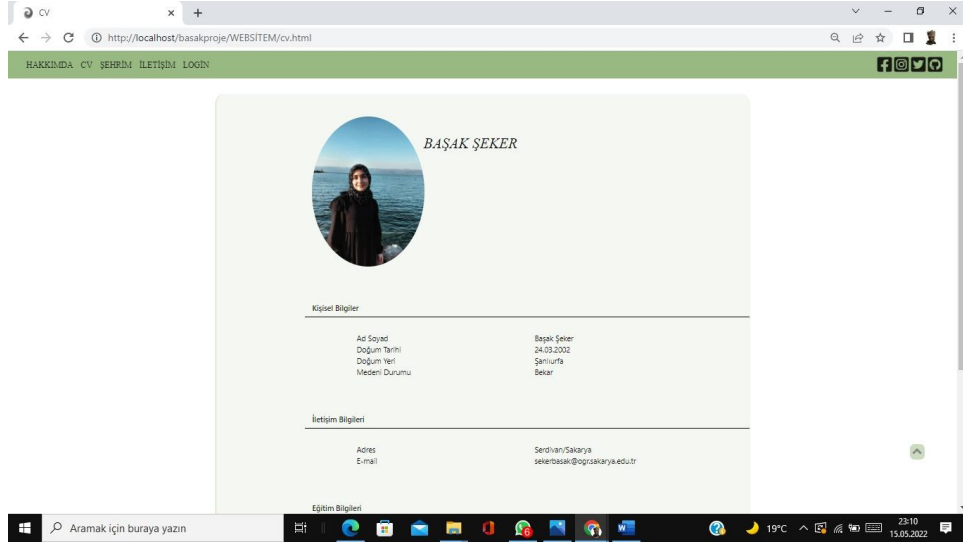 CV
http://localhost/basakproje/WEBSİTEM/cv.html
HAKKIMDA CV ŞEHRİM İLETİŞİM LOGİN
BAŞAK ŞEKER
Kişisel Bilgiler
Ad Soyad Başak Şeker
Doğum Tarihi 24.03.2002
Doğum Yeri Şanlıurfa
Medeni Durumu Bekar
İletişim Bilgileri
Adres Serdivan/Sakarya
E-mail sekerbasak@ogr.sakarya.edu.tr
Eğitim Bilgileri
Aramak için buraya yazın
19°C
23:10
15.05.2022